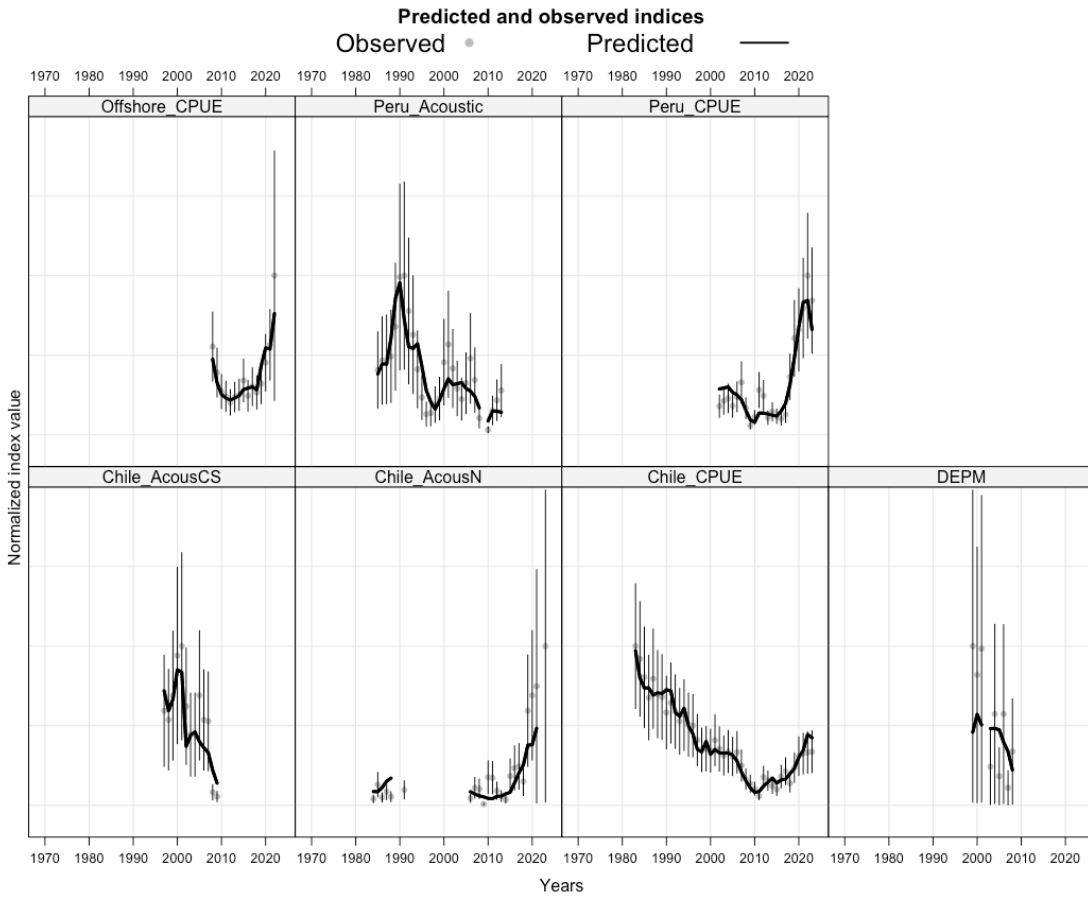 Predicted and observed indices
Observed Predicted
1970 1980 1990 2000 2010 2020 1970 1980 1990 2000 2010 2020 1970 1980 1990 2000 2010 2020
Offshore_CPUE Peru_Acoustic Peru_CPUE
Normalized index value
Chile_AcousCS Chile_AcousN Chile_CPUE DEPM
1970 1980 1990 2000 2010 2020 1970 1980 1990 2000 2010 2020 1970 1980 1990 2000 2010 2020 1970 1980 1990 2000 2010 2020
Years